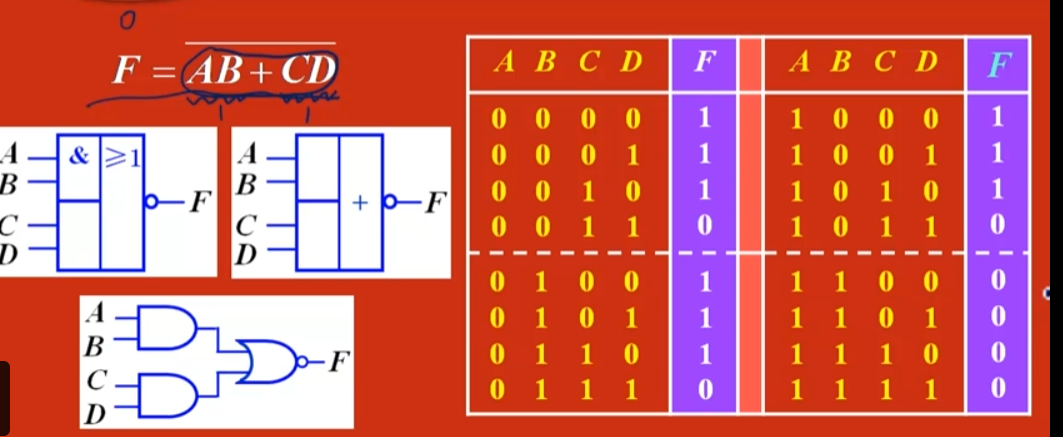 0
F = \overline{AB + CD}
A B C D F A B C D F
0 0 0 0 1 1 0 0 0 1
0 0 0 1 1 1 0 0 1 1
0 0 1 0 1 1 0 1 0 1
0 0 1 1 0 1 0 1 1 0
0 1 0 0 1 1 1 0 0 0
0 1 0 1 1 1 1 0 1 0
0 1 1 0 1 1 1 1 0 0
0 1 1 1 0 1 1 1 1 0
A
B
C
D
& ≥1
F
A
B
C
D
+
F
A
B
C
D
F